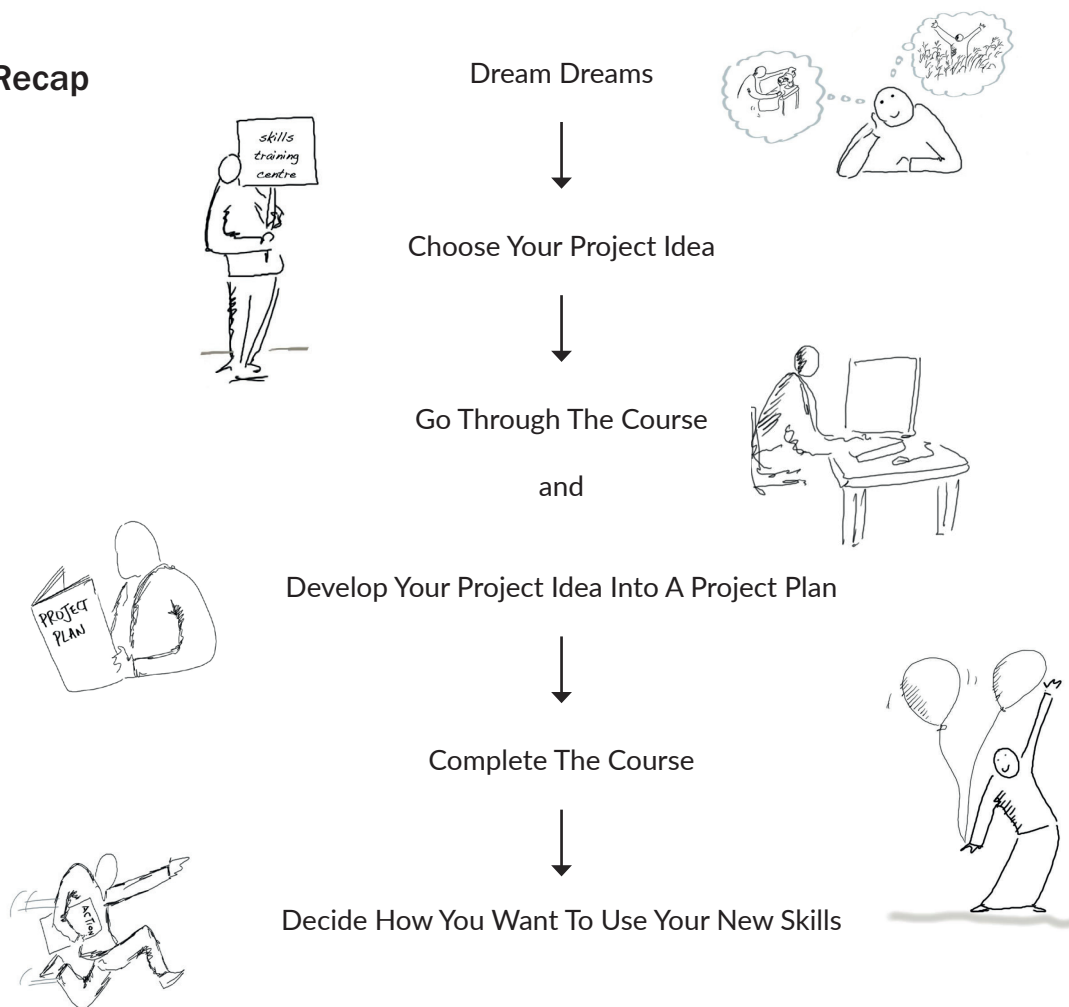 Recap
Dream Dreams
skills
training
centre
Choose Your Project Idea
Go Through The Course
and
PROJECT
PLAN
Develop Your Project Idea Into A Project Plan
Complete The Course
ACTION
Decide How You Want To Use Your New Skills